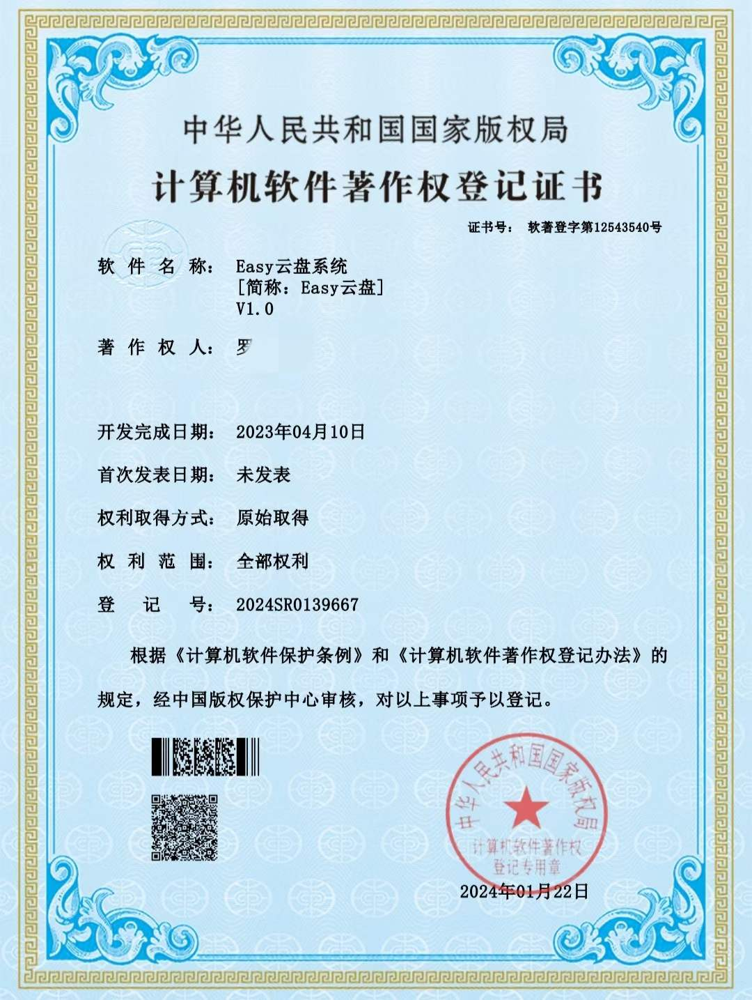 中华人民共和国国家版权局
计算机软件著作权登记证书
证书号： 软著登字第12543540号
软件名称： Easy云盘系统
[简称：Easy云盘]
V1.0
著作权人： 罗
开发完成日期： 2023年04月10日
首次发表日期： 未发表
权利取得方式： 原始取得
权利范围： 全部权利
登记号： 2024SR0139667
根据《计算机软件保护条例》和《计算机软件著作权登记办法》的
规定，经中国版权保护中心审核，对以上事项予以登记。
中华人民共和国国家版权局
计算机软件著作权
登记专用章
2024年01月22日